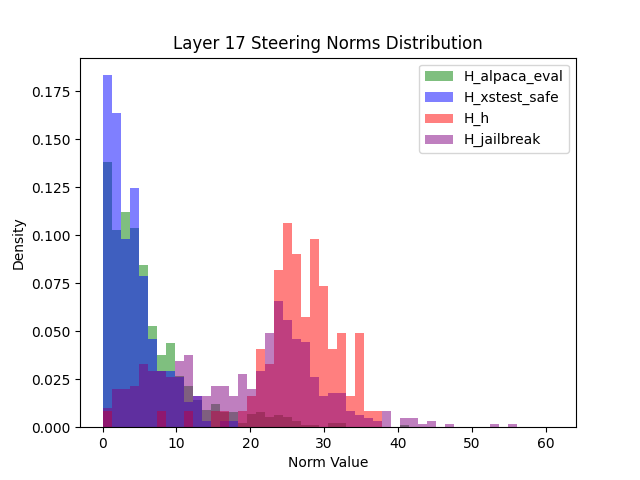 Layer 17 Steering Norms Distribution
H_alpaca_eval
H_xstest_safe
H_h
H_jailbreak
Density
0.175
0.150
0.125
0.100
0.075
0.050
0.025
0.000
0 10 20 30 40 50 60
Norm Value